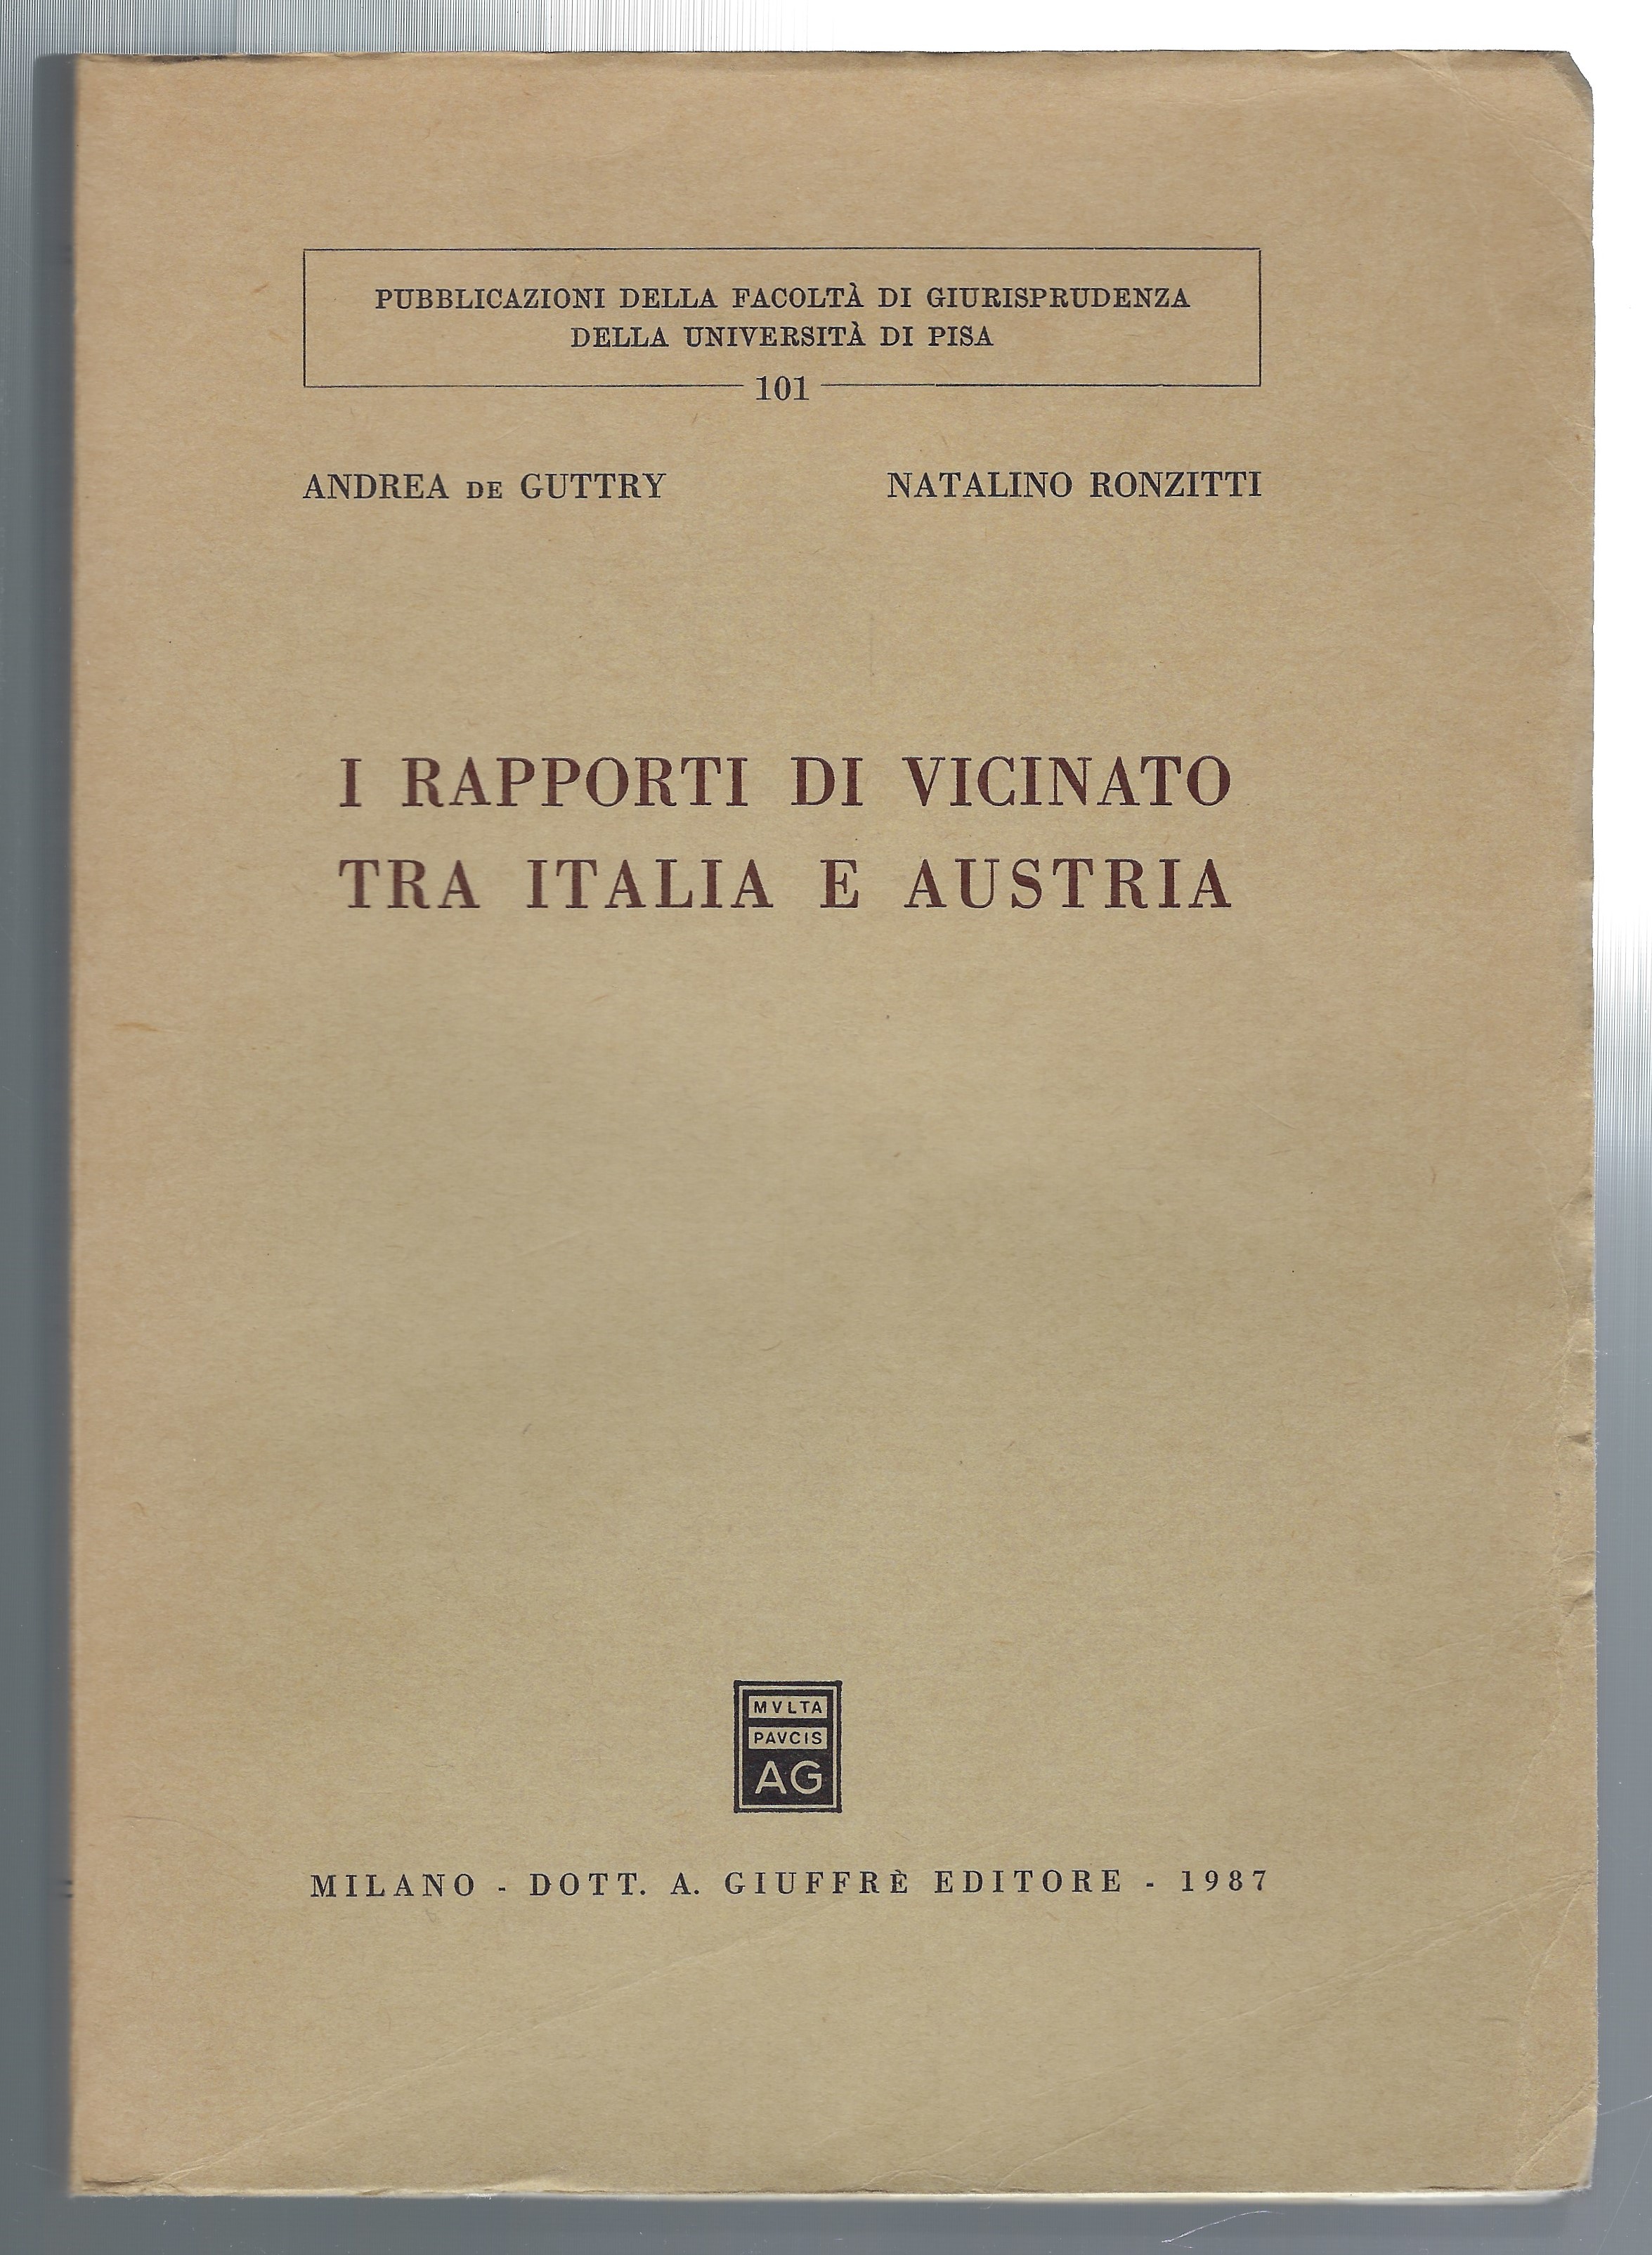 PUBBLICAZIONI DELLA FACOLTÀ DI GIURISPRUDENZA
DELLA UNIVERSITÀ DI PISA
101
ANDREA DE GUTTRY NATALINO RONZITTI
I RAPPORTI DI VICINATO
TRA ITALIA E AUSTRIA
MVLTA
PAVCIS
AG
MILANO - DOTT. A. GIUFFRÈ EDITORE - 1987